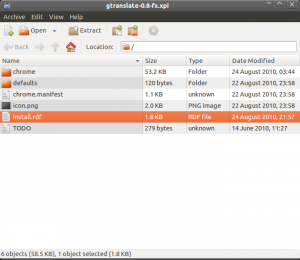 gtranslate-0.8-fx.xpi
Archive Edit View Help
Open Extract
Back Location: /
Name Size Type Date Modified
chrome 53.2 KB Folder 24 August 2010, 03:44
defaults 120 bytes Folder 22 August 2010, 23:58
chrome.manifest 1.1 KB unknown 22 August 2010, 23:58
icon.png 2.0 KB PNG image 22 August 2010, 23:58
install.rdf 1.8 KB RDF file 24 August 2010, 21:57
TODO 279 bytes unknown 14 June 2010, 11:27
6 objects (58.5 KB), 1 object selected (1.8 KB)